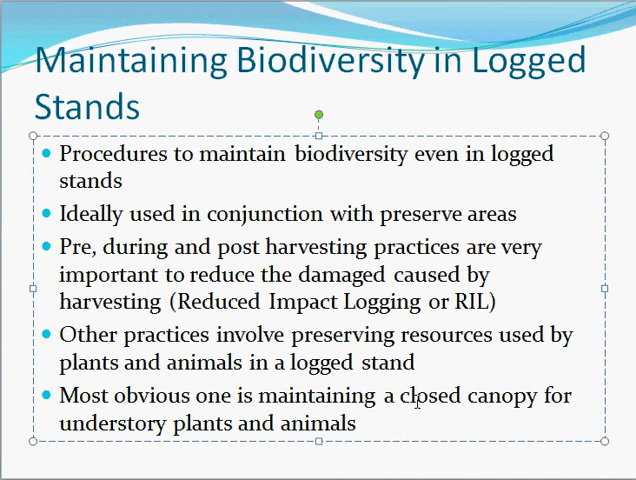 Maintaining Biodiversity in Logged
Stands
• Procedures to maintain biodiversity even in logged
stands
• Ideally used in conjunction with preserve areas
• Pre, during and post harvesting practices are very
important to reduce the damaged caused by
harvesting (Reduced Impact Logging or RIL)
• Other practices involve preserving resources used by
plants and animals in a logged stand
• Most obvious one is maintaining a closed canopy for
understory plants and animals